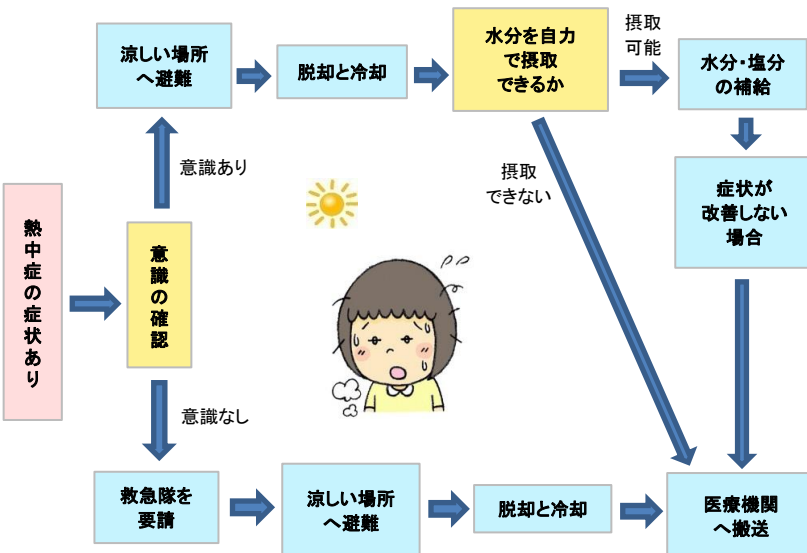 熱中症の症状あり
意識の確認
意識あり
涼しい場所
へ避難
脱却と冷却
水分を自力
で摂取
できるか
摂取
可能
水分・塩分
の補給
症状が
改善しない
場合
摂取
できない
意識なし
救急隊を
要請
涼しい場所
へ避難
脱却と冷却
医療機関
へ搬送